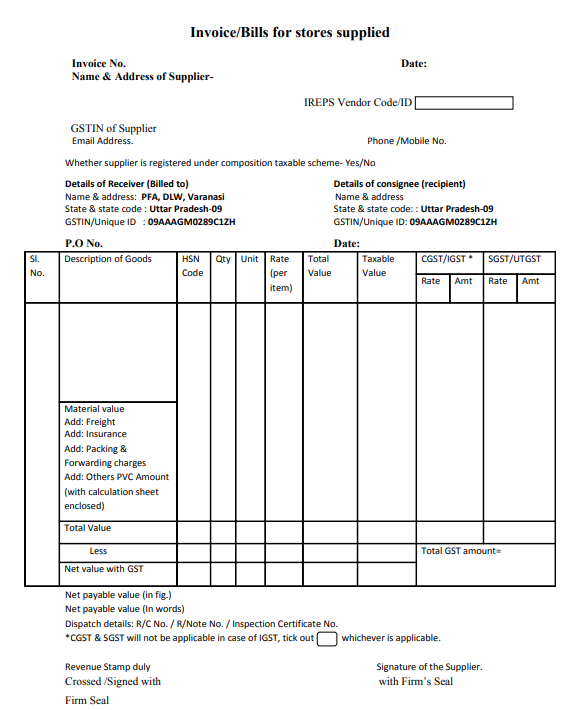 Invoice/Bills for stores supplied
Invoice No. Date:
Name & Address of Supplier-
IREPS Vendor Code/ID
GSTIN of Supplier
Email Address. Phone /Mobile No.
Whether supplier is registered under composition taxable scheme- Yes/No
Details of Receiver (Billed to) Details of consignee (recipient)
Name & address: PFA, DLW, Varanasi Name & address
State & state code : Uttar Pradesh-09 State & state code: : Uttar Pradesh-09
GSTIN/Unique ID : 09AAAGM0289C1ZH GSTIN/Unique ID: 09AAAGM0289C1ZH
P.O No. Date:
Sl. Description of Goods HSN Qty Unit Rate Total Taxable CGST/IGST * SGST/UTGST
No. Code (per Value Value
Rate Amt Rate Amt
item)
Material value
Add: Freight
Add: Insurance
Add: Packing &
Forwarding charges
Add: Others PVC Amount
(with calculation sheet
enclosed)
Total Value
Less Total GST amount=
Net value with GST
Net payable value (in fig.)
Net payable value (In words)
Dispatch details: R/C No. / R/Note No. / Inspection Certificate No.
*CGST & SGST will not be applicable in case of IGST, tick out whichever is applicable.
Revenue Stamp duly Signature of the Supplier.
Crossed /Signed with with Firm's Seal
Firm Seal